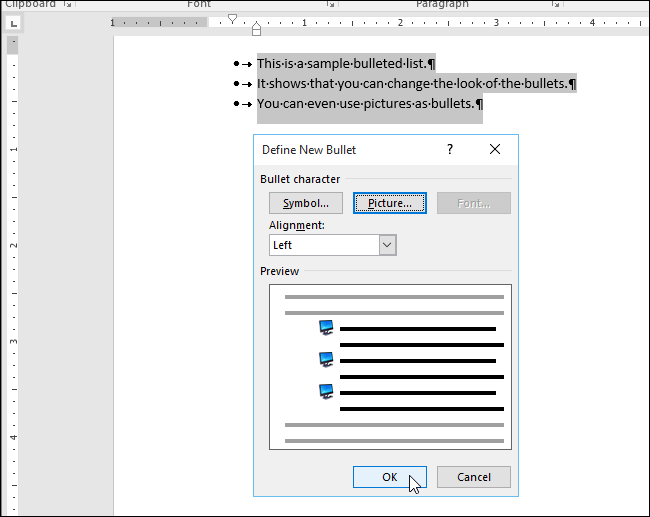 Clipboard Font Paragraph
1 1 2 3 4
●→This·is·a·sample·bulleted·list.¶
●→It·shows·that·you·can·change·the·look·of·the·bullets.¶
●→You·can·even·use·pictures·as·bullets.¶
Define New Bullet ? ✕
Bullet character
Symbol... Picture... Font...
Alignment:
Left
Preview
OK Cancel
1
2
3
4